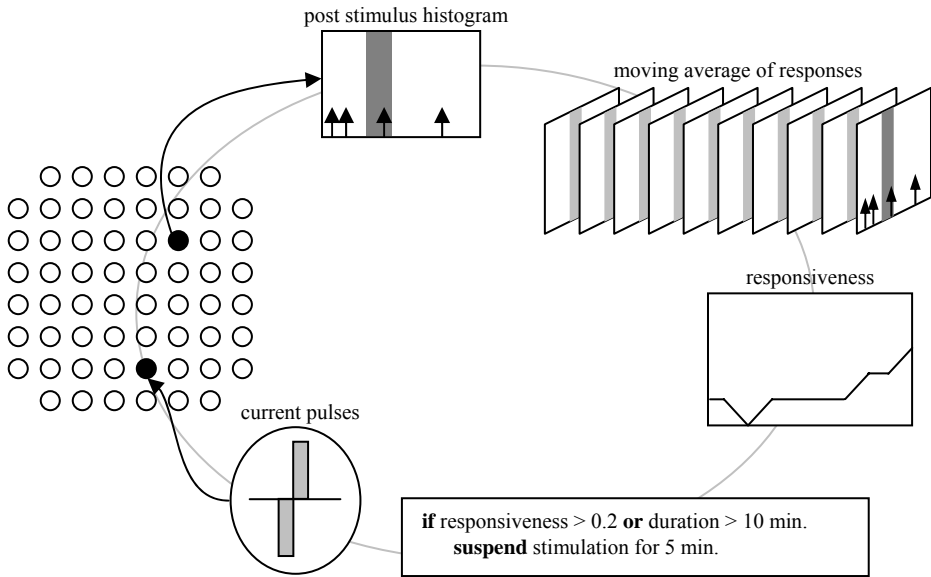 post stimulus histogram
moving average of responses
responsiveness
current pulses
if responsiveness > 0.2 or duration > 10 min.
suspend stimulation for 5 min.